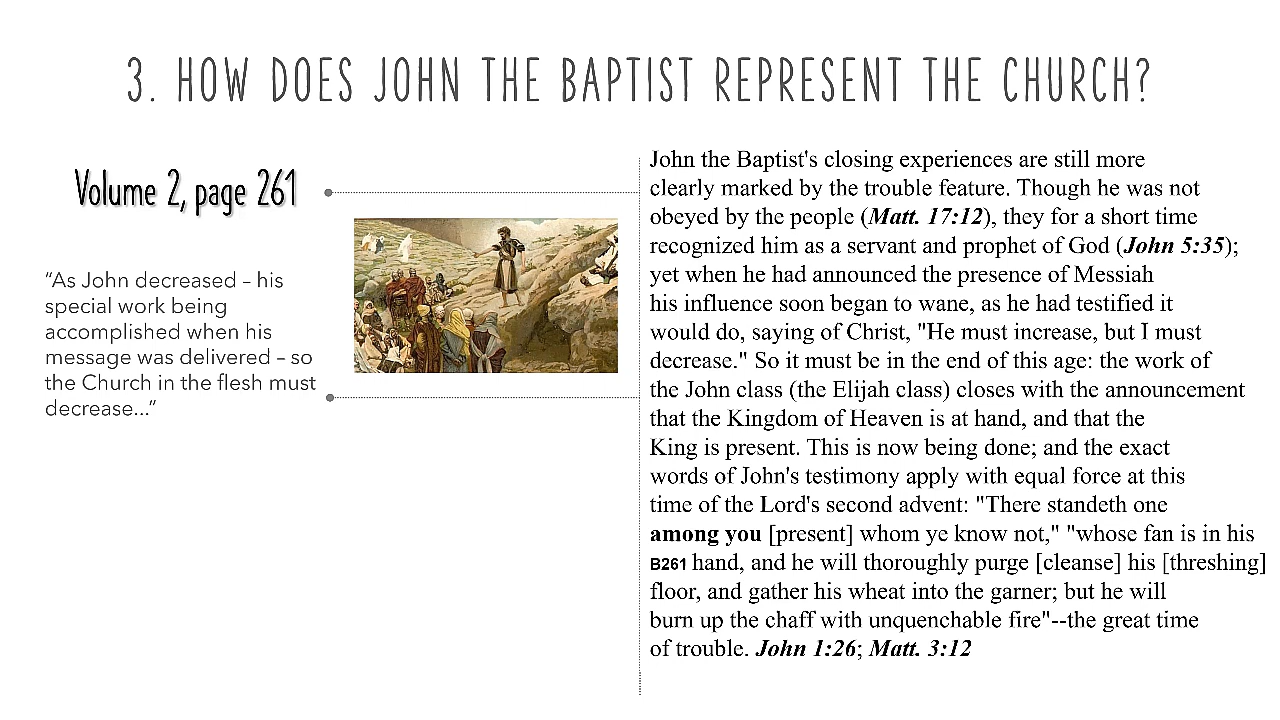 3. HOW DOES JOHN THE BAPTIST REPRESENT THE CHURCH?
Volume 2, page 261
“As John decreased – his
special work being
accomplished when his
message was delivered – so
the Church in the flesh must
decrease...”
John the Baptist's closing experiences are still more
clearly marked by the trouble feature. Though he was not
obeyed by the people (Matt. 17:12), they for a short time
recognized him as a servant and prophet of God (John 5:35);
yet when he had announced the presence of Messiah
his influence soon began to wane, as he had testified it
would do, saying of Christ, "He must increase, but I must
decrease." So it must be in the end of this age: the work of
the John class (the Elijah class) closes with the announcement
that the Kingdom of Heaven is at hand, and that the
King is present. This is now being done; and the exact
words of John's testimony apply with equal force at this
time of the Lord's second advent: "There standeth one
among you [present] whom ye know not," "whose fan is in his
B261 hand, and he will thoroughly purge [cleanse] his [threshing]
floor, and gather his wheat into the garner; but he will
burn up the chaff with unquenchable fire"--the great time
of trouble. John 1:26; Matt. 3:12